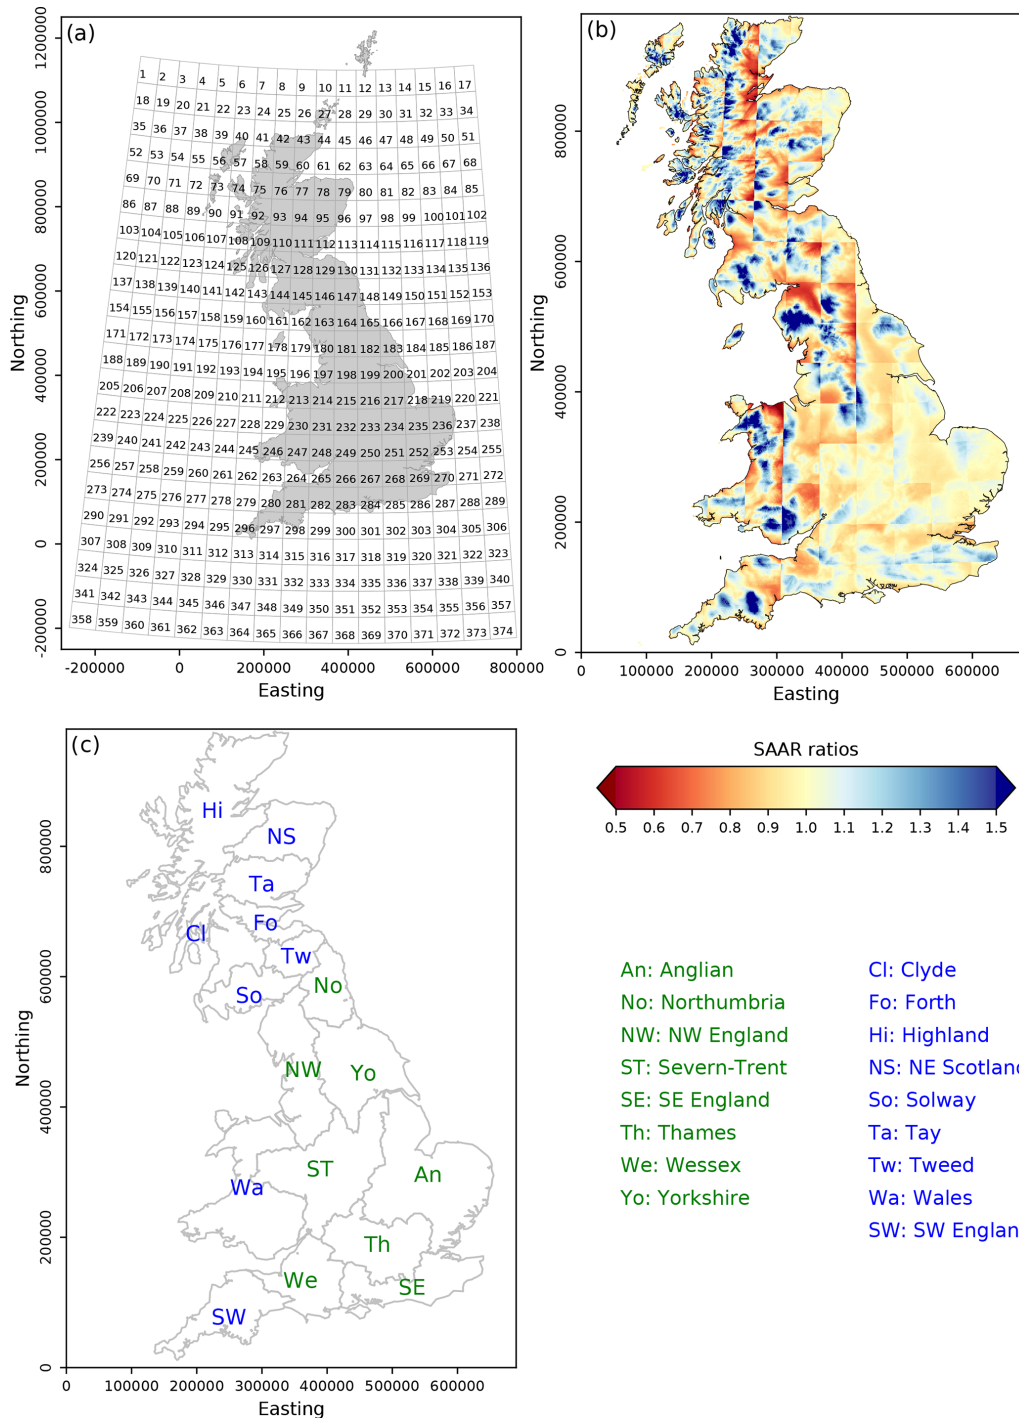 (a)
1200000
1000000
800000
600000
400000
200000
0
-200000
Northing
1 2 3 4 5 6 7 8 9 10 11 12 13 14 15 16 17
18 19 20 21 22 23 24 25 26 27 28 29 30 31 32 33 34
35 36 37 38 39 40 41 42 43 44 45 46 47 48 49 50 51
52 53 54 55 56 57 58 59 60 61 62 63 64 65 66 67 68
69 70 71 72 73 74 75 76 77 78 79 80 81 82 83 84 85
86 87 88 89 90 91 92 93 94 95 96 97 98 99 100 101 102
103 104 105 106 107 108 109 110 111 112 113 114 115 116 117 118 119
120 121 122 123 124 125 126 127 128 129 130 131 132 133 134 135 136
137 138 139 140 141 142 143 144 145 146 147 148 149 150 151 152 153
154 155 156 157 158 159 160 161 162 163 164 165 166 167 168 169 170
171 172 173 174 175 176 177 178 179 180 181 182 183 184 185 186 187
188 189 190 191 192 193 194 195 196 197 198 199 200 201 202 203 204
205 206 207 208 209 210 211 212 213 214 215 216 217 218 219 220 221
222 223 224 225 226 227 228 229 230 231 232 233 234 235 236 237 238
239 240 241 242 243 244 245 246 247 248 249 250 251 252 253 254 255
256 257 258 259 260 261 262 263 264 265 266 267 268 269 270 271 272
273 274 275 276 277 278 279 280 281 282 283 284 285 286 287 288 289
290 291 292 293 294 295 296 297 298 299 300 301 302 303 304 305 306
307 308 309 310 311 312 313 314 315 316 317 318 319 320 321 322 323
324 325 326 327 328 329 330 331 332 333 334 335 336 337 338 339 340
341 342 343 344 345 346 347 348 349 350 351 352 353 354 355 356 357
358 359 360 361 362 363 364 365 366 367 368 369 370 371 372 373 374
-200000 0 200000 400000 600000 800000
Easting
(b)
800000
600000
400000
200000
0
Northing
0 100000 200000 300000 400000 500000 600000
Easting
SAAR ratios
0.5 0.6 0.7 0.8 0.9 1.0 1.1 1.2 1.3 1.4 1.5
(c)
800000
600000
400000
200000
0
Northing
Hi
NS
Ta
Fo
Cl
Tw
No
So
NW
Yo
ST
An
Wa
Th
We
SE
SW
0 100000 200000 300000 400000 500000 600000
Easting
An: Anglian
No: Northumbria
NW: NW England
ST: Severn-Trent
SE: SE England
Th: Thames
We: Wessex
Yo: Yorkshire
Cl: Clyde
Fo: Forth
Hi: Highland
NS: NE Scotland
So: Solway
Ta: Tay
Tw: Tweed
Wa: Wales
SW: SW Englan